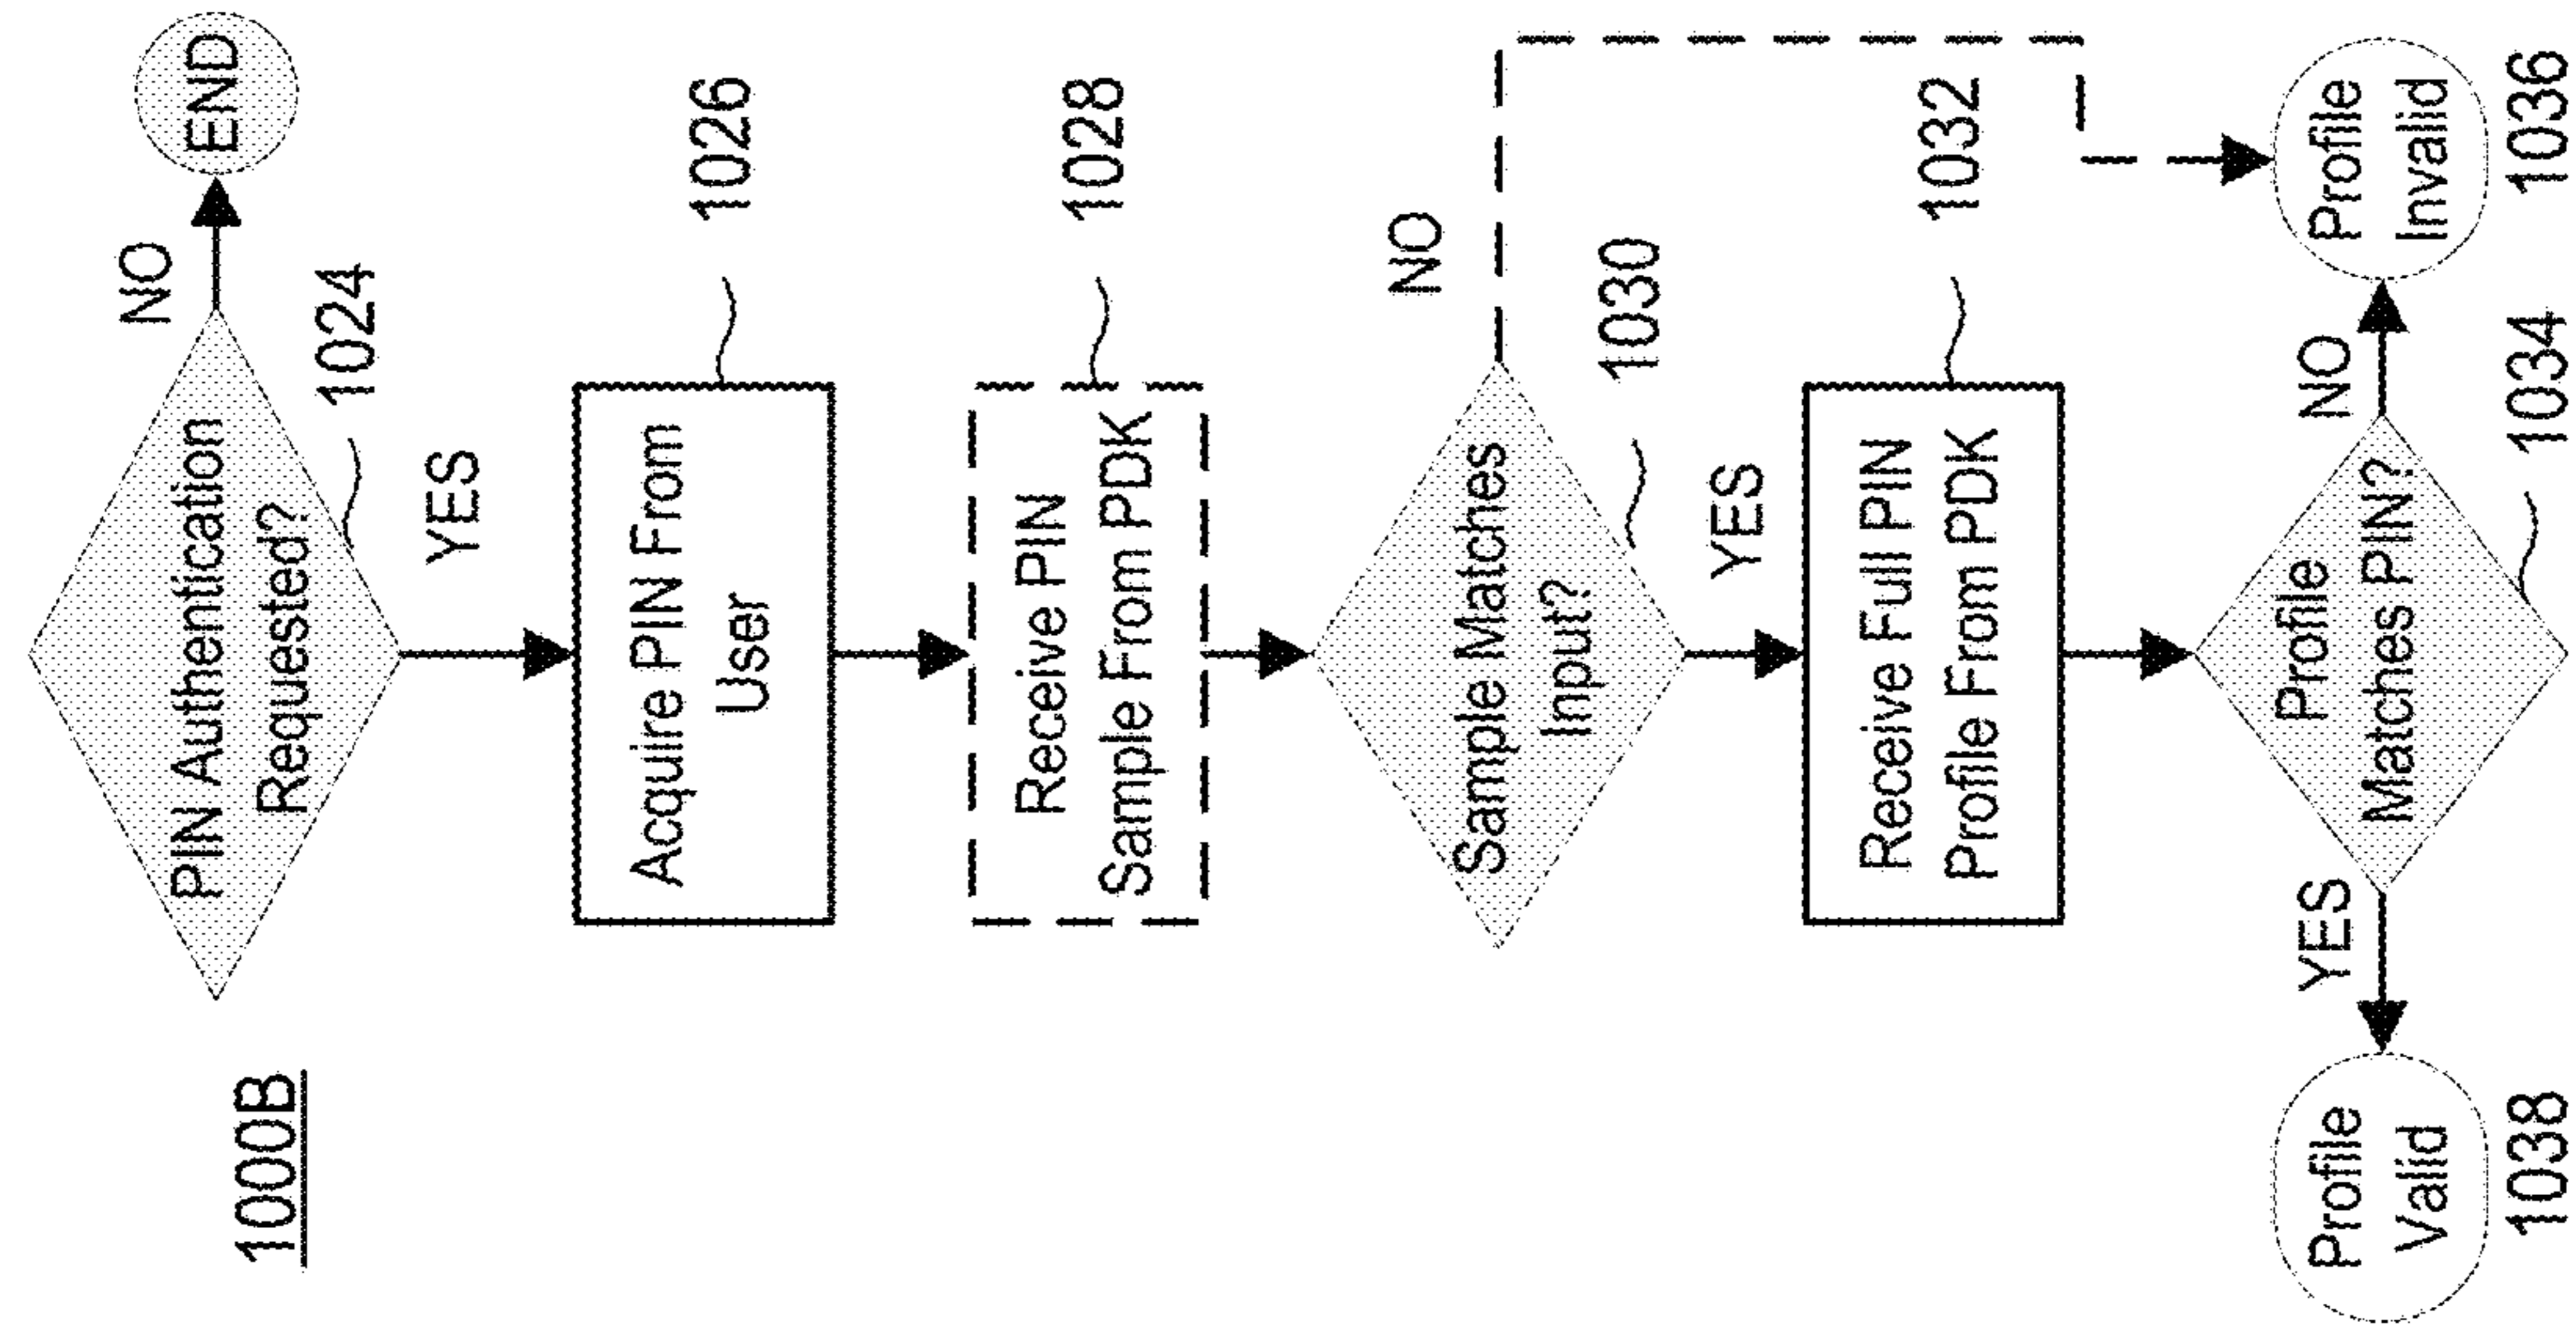 1000B
PIN Authentication
Requested?
1024
NO
END
YES
Acquire PIN From
User
1026
Receive PIN
Sample From PDK
1028
Sample Matches
Input?
1030
NO
YES
Receive Full PIN
Profile From PDK
1032
Profile
Matches PIN?
1034
YES
NO
Profile
Valid
1038
Profile
Invalid
1036